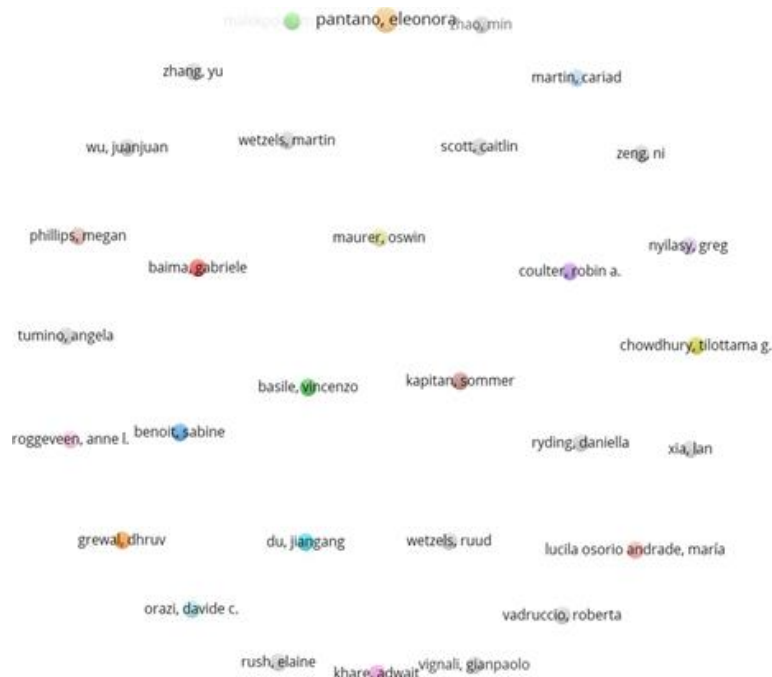 pantano, eleonora
zhao, min
zhang, yu
martin, cariad
wu, juanjuan
wetzels, martin
scott, caitlin
zeng, ni
phillips, megan
baima, gabriele
maurer, oswin
coulter, robin a.
nyilasy, greg
tumino, angela
chowdhury, tilottama g.
basile, vincenzo
kapitan, sommer
roggeveen, anne l.
benoit, sabine
ryding, daniella
xia, lan
grewal, dhruv
du, jiangang
wetzels, ruud
lucila osorio andrade, maría
orazi, davide c.
vadruccio, roberta
rush, elaine
khare, adwait
vignali, gianpaolo